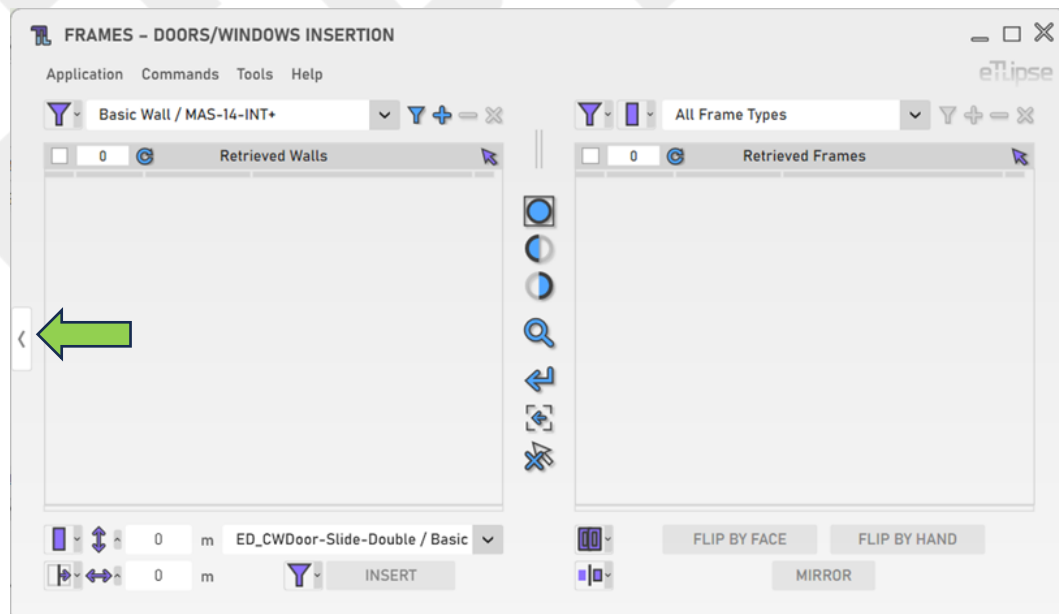 FRAMES – DOORS/WINDOWS INSERTION
Application Commands Tools Help
eTLipse
Basic Wall / MAS-14-INT+
All Frame Types
0 Retrieved Walls
0 Retrieved Frames
0 m ED_CWDoor-Slide-Double / Basic
FLIP BY FACE FLIP BY HAND
0 m INSERT
MIRROR